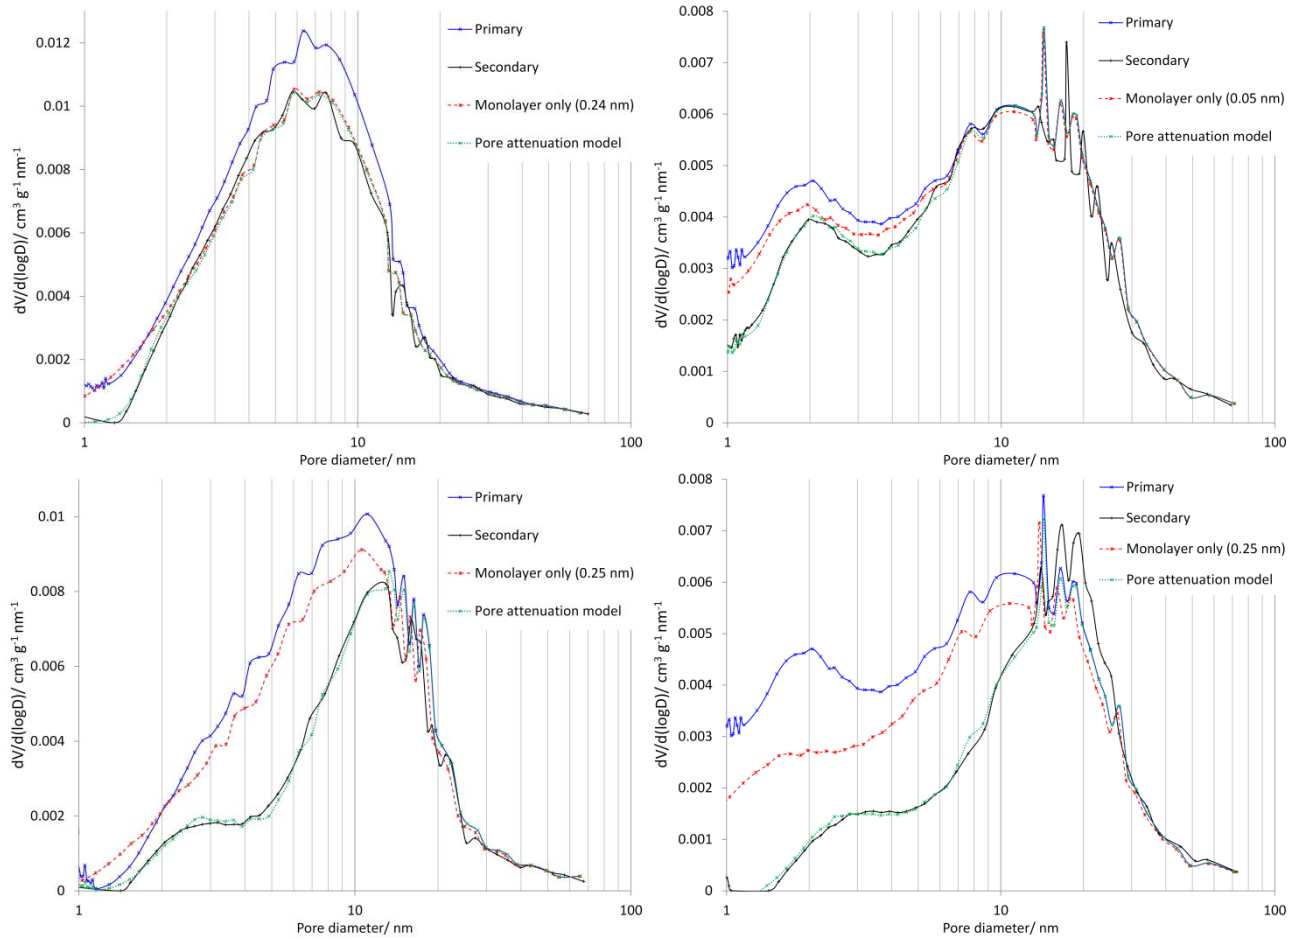 0.012
0.01
0.008
0.006
0.004
0.002
0
dV/d(logD)/ cm³ g⁻¹ nm⁻¹
1
10
100
Pore diameter/ nm
Primary
Secondary
Monolayer only (0.24 nm)
Pore attenuation model
0.008
0.007
0.006
0.005
0.004
0.003
0.002
0.001
0
dV/d(logD)/ cm³ g⁻¹ nm⁻¹
1
10
100
Pore diameter/ nm
Primary
Secondary
Monolayer only (0.05 nm)
Pore attenuation model
0.01
0.008
0.006
0.004
0.002
0
dV/d(logD)/ cm³ g⁻¹ nm⁻¹
1
10
100
Pore diameter/ nm
Primary
Secondary
Monolayer only (0.25 nm)
Pore attenuation model
0.008
0.007
0.006
0.005
0.004
0.003
0.002
0.001
0
dV/d(logD)/ cm³ g⁻¹ nm⁻¹
1
10
100
Pore diameter/ nm
Primary
Secondary
Monolayer only (0.25 nm)
Pore attenuation model